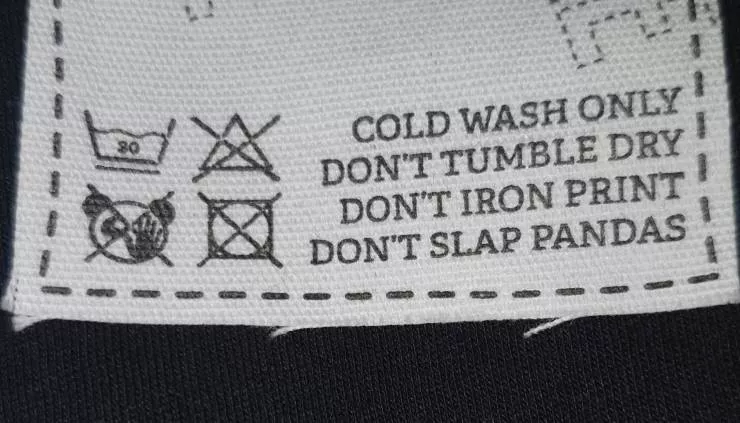 30
COLD WASH ONLY
DON'T TUMBLE DRY
DON'T IRON PRINT
DON'T SLAP PANDAS